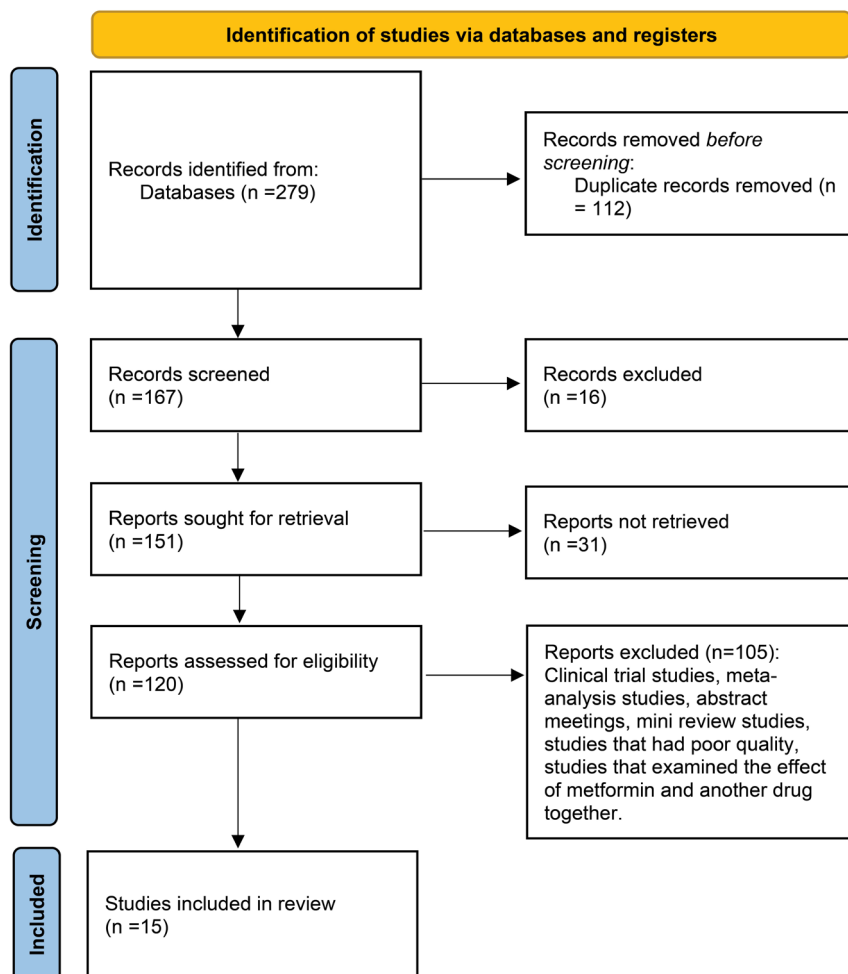 Identification of studies via databases and registers
Identification
Records identified from:
Databases (n =279)
Records removed before
screening:
Duplicate records removed (n
= 112)
Screening
Records screened
(n =167)
Records excluded
(n =16)
Reports sought for retrieval
(n =151)
Reports not retrieved
(n =31)
Reports assessed for eligibility
(n =120)
Reports excluded (n=105):
Clinical trial studies, meta-
analysis studies, abstract
meetings, mini review studies,
studies that had poor quality,
studies that examined the effect
of metformin and another drug
together.
Included
Studies included in review
(n =15)